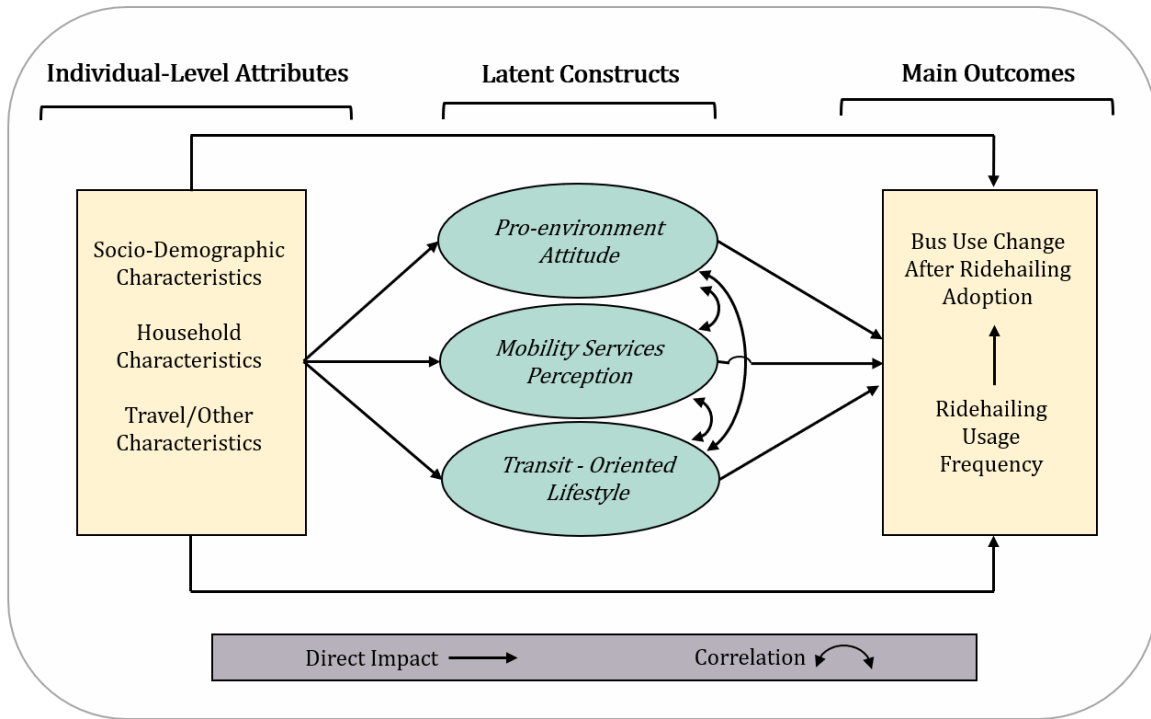 Individual-Level Attributes
Latent Constructs
Main Outcomes
Socio-Demographic
Characteristics
Household
Characteristics
Travel/Other
Characteristics
Pro-environment
Attitude
Mobility Services
Perception
Transit - Oriented
Lifestyle
Bus Use Change
After Ridehailing
Adoption
Ridehailing
Usage
Frequency
Direct Impact
Correlation